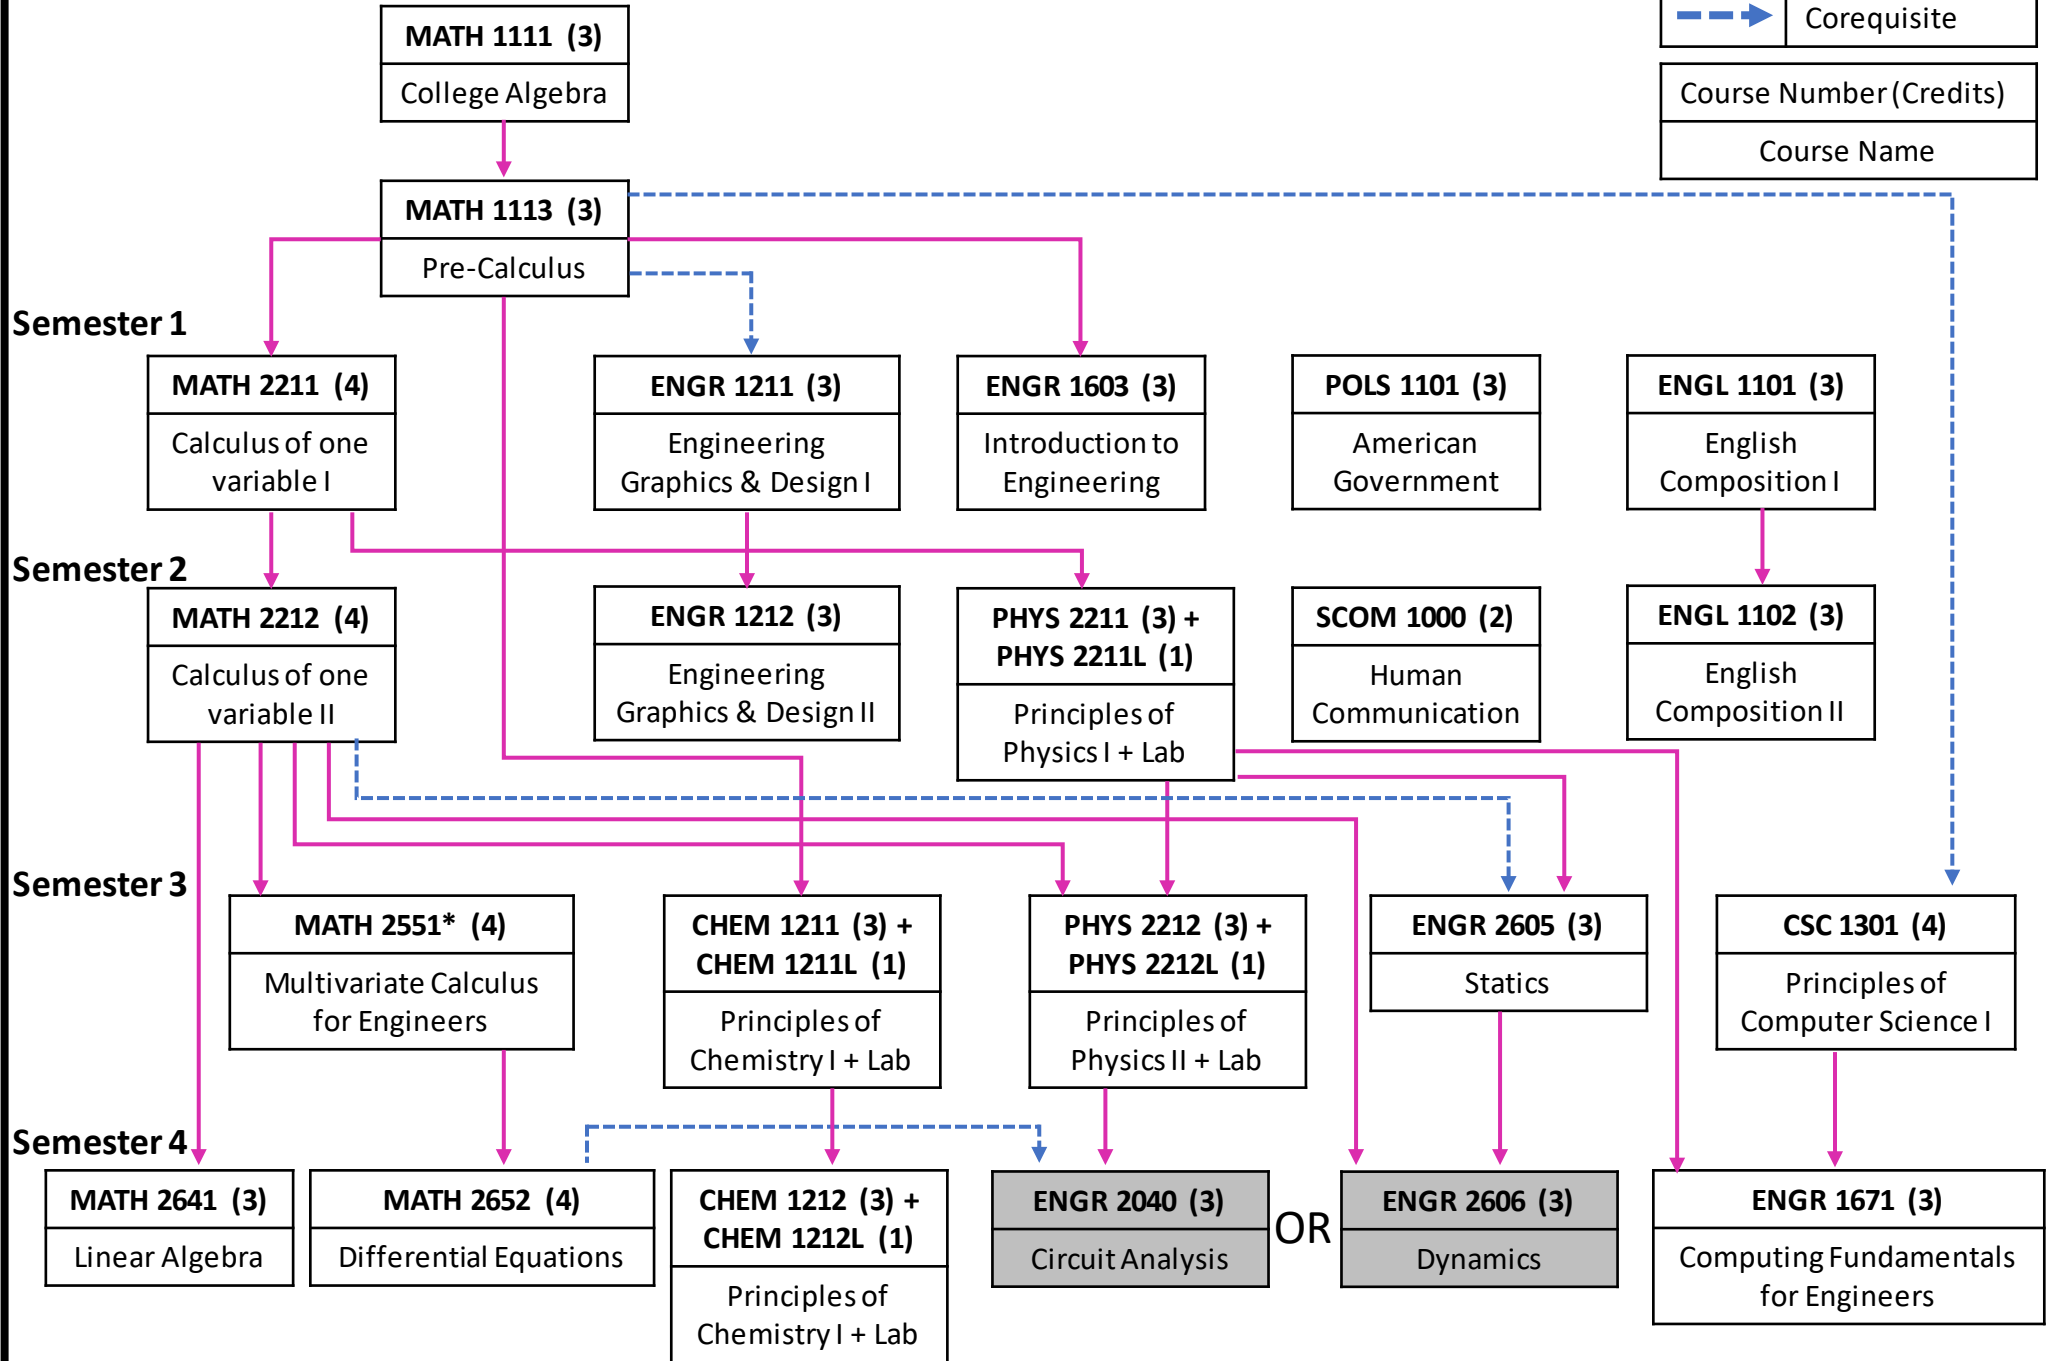 Corequisite
Course Number (Credits)
Course Name
MATH 1111 (3)
College Algebra
MATH 1113 (3)
Pre-Calculus
Semester 1
MATH 2211 (4)
Calculus of one
variable I
ENGR 1211 (3)
Engineering
Graphics & Design I
ENGR 1603 (3)
Introduction to
Engineering
POLS 1101 (3)
American
Government
ENGL 1101 (3)
English
Composition I
Semester 2
MATH 2212 (4)
Calculus of one
variable II
ENGR 1212 (3)
Engineering
Graphics & Design II
PHYS 2211 (3) +
PHYS 2211L (1)
Principles of
Physics I + Lab
SCOM 1000 (2)
Human
Communication
ENGL 1102 (3)
English
Composition II
Semester 3
MATH 2551* (4)
Multivariate Calculus
for Engineers
CHEM 1211 (3) +
CHEM 1211L (1)
Principles of
Chemistry I + Lab
PHYS 2212 (3) +
PHYS 2212L (1)
Principles of
Physics II + Lab
ENGR 2605 (3)
Statics
CSC 1301 (4)
Principles of
Computer Science I
Semester 4
MATH 2641 (3)
Linear Algebra
MATH 2652 (4)
Differential Equations
CHEM 1212 (3) +
CHEM 1212L (1)
Principles of
Chemistry I + Lab
ENGR 2040 (3)
Circuit Analysis
OR
ENGR 2606 (3)
Dynamics
ENGR 1671 (3)
Computing Fundamentals
for Engineers